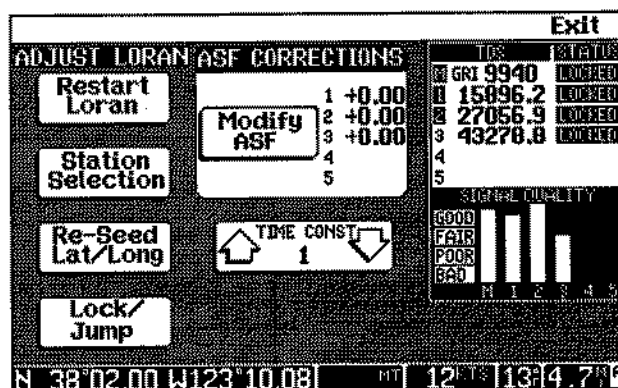 Exit
ADJUST LORAN
ASF CORRECTIONS
TDS STATUS
Restart
Loran
Station
Selection
Re-Seed
Lat/Long
Lock/
Jump
Modify
ASF
1 +0.00
2 +0.00
3 +0.00
4
5
TIME CONST
1
M GRI 9940 LOCKED
1 15896.2 LOCKED
2 27056.9 LOCKED
3 43278.8 LOCKED
4
5
SIGNAL QUALITY
GOOD
FAIR
POOR
BAD
M 1 2 3 4 5
N 38°02.00 W123°10.08 MT 12KTS 13 4.7